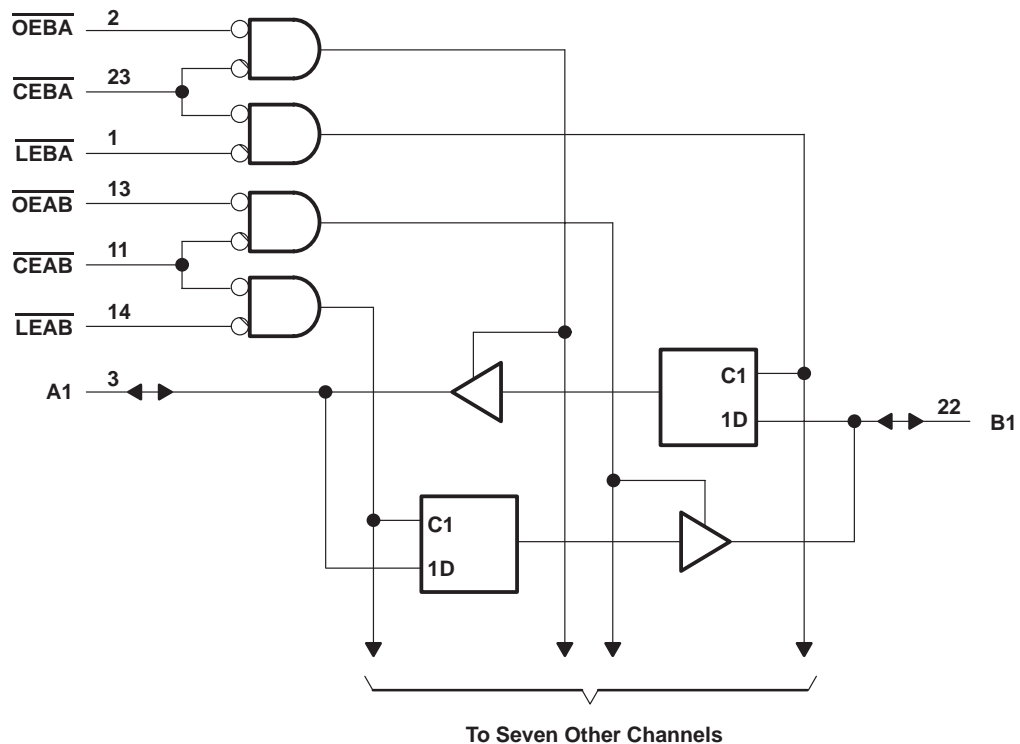 OEBA 2
CEBA 23
LEBA 1
OEAB 13
CEAB 11
LEAB 14
A1 3
C1
1D
22 B1
C1
1D
To Seven Other Channels